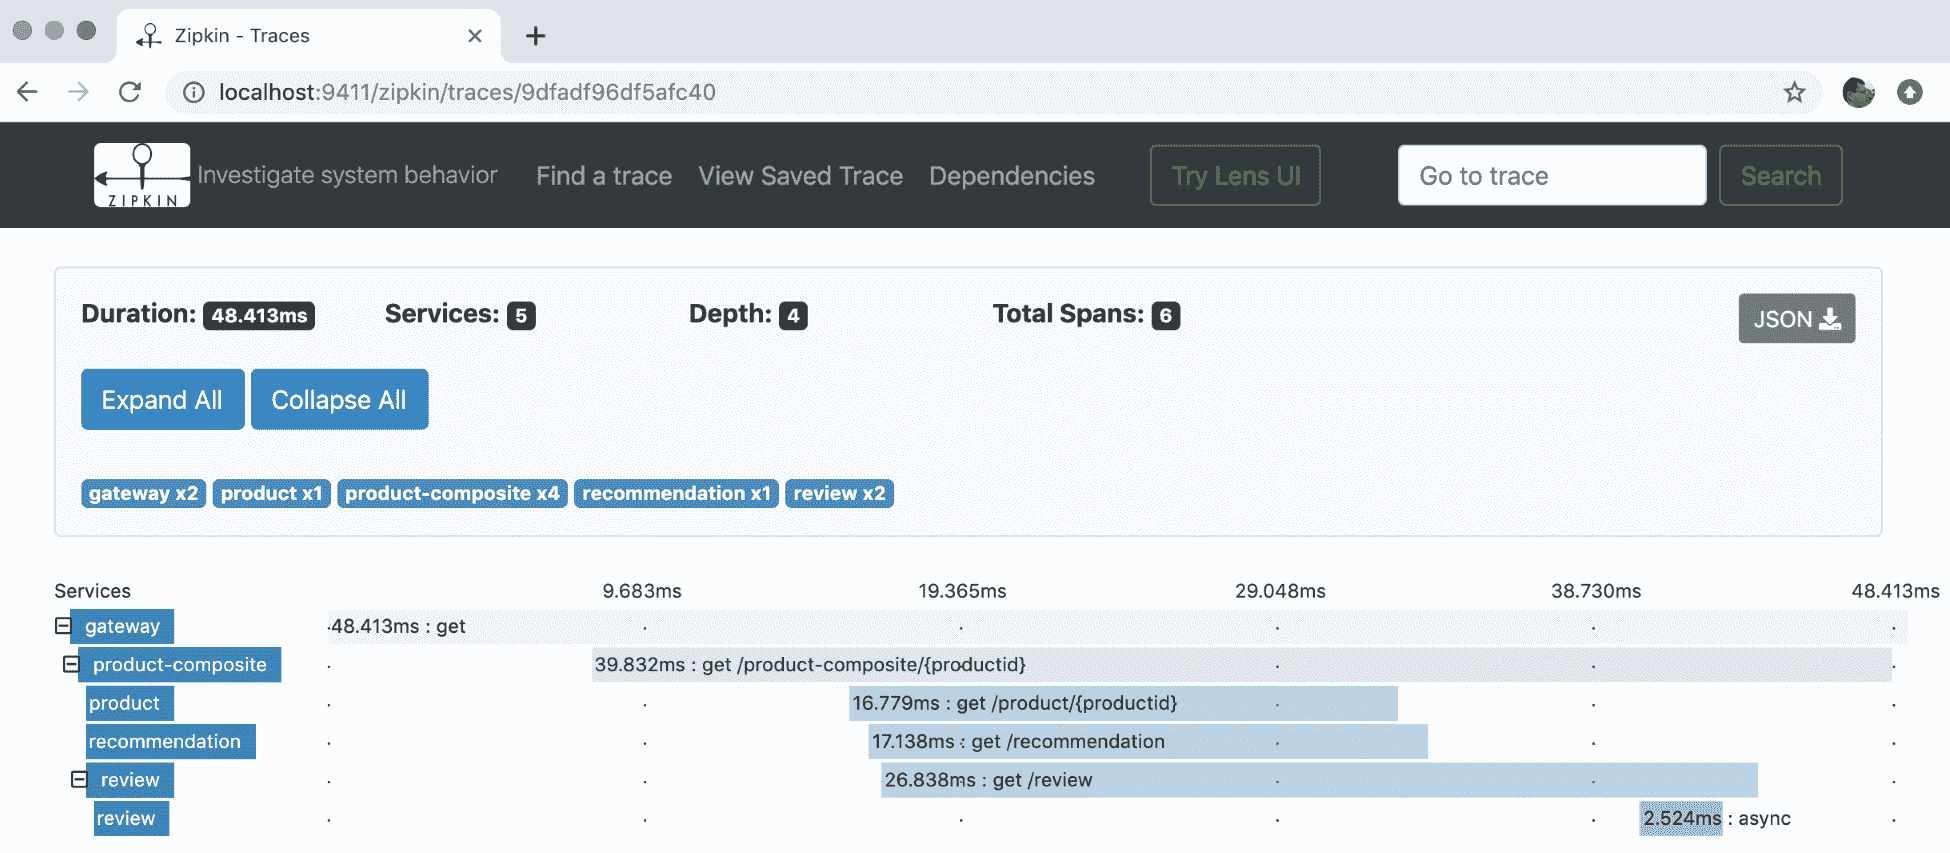 Zipkin - Traces
localhost:9411/zipkin/traces/9dfadf96df5afc40
ZIPKIN Investigate system behavior Find a trace View Saved Trace Dependencies Try Lens UI Go to trace Search
Duration: 48.413ms Services: 5 Depth: 4 Total Spans: 6 JSON
Expand All Collapse All
gateway x2 product x1 product-composite x4 recommendation x1 review x2
Services 9.683ms 19.365ms 29.048ms 38.730ms 48.413ms
gateway 48.413ms : get
product-composite 39.832ms : get /product-composite/{productid}
product 16.779ms : get /product/{productid}
recommendation 17.138ms : get /recommendation
review 26.838ms : get /review
review 2.524ms : async